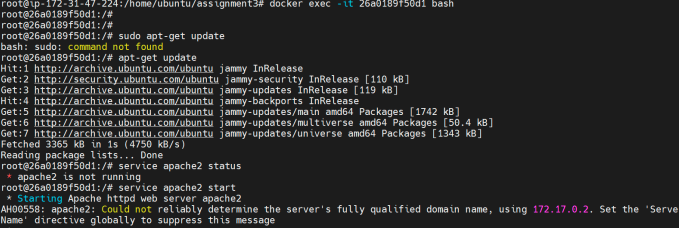 root@ip-172-31-47-224:/home/ubuntu/assignment3# docker exec -it 26a0189f50d1 bash
root@26a0189f50d1:/#
root@26a0189f50d1:/#
root@26a0189f50d1:/# sudo apt-get update
bash: sudo: command not found
root@26a0189f50d1:/# apt-get update
Hit:1 http://archive.ubuntu.com/ubuntu jammy InRelease
Get:2 http://security.ubuntu.com/ubuntu jammy-security InRelease [110 kB]
Get:3 http://archive.ubuntu.com/ubuntu jammy-updates InRelease [119 kB]
Hit:4 http://archive.ubuntu.com/ubuntu jammy-backports InRelease
Get:5 http://archive.ubuntu.com/ubuntu jammy-updates/main amd64 Packages [1742 kB]
Get:6 http://archive.ubuntu.com/ubuntu jammy-updates/multiverse amd64 Packages [50.4 kB]
Get:7 http://archive.ubuntu.com/ubuntu jammy-updates/universe amd64 Packages [1343 kB]
Fetched 3365 kB in 1s (4750 kB/s)
Reading package lists... Done
root@26a0189f50d1:/# service apache2 status
* apache2 is not running
root@26a0189f50d1:/# service apache2 start
* Starting Apache httpd web server apache2
AH00558: apache2: Could not reliably determine the server's fully qualified domain name, using 172.17.0.2. Set the 'Serve
Name' directive globally to suppress this message